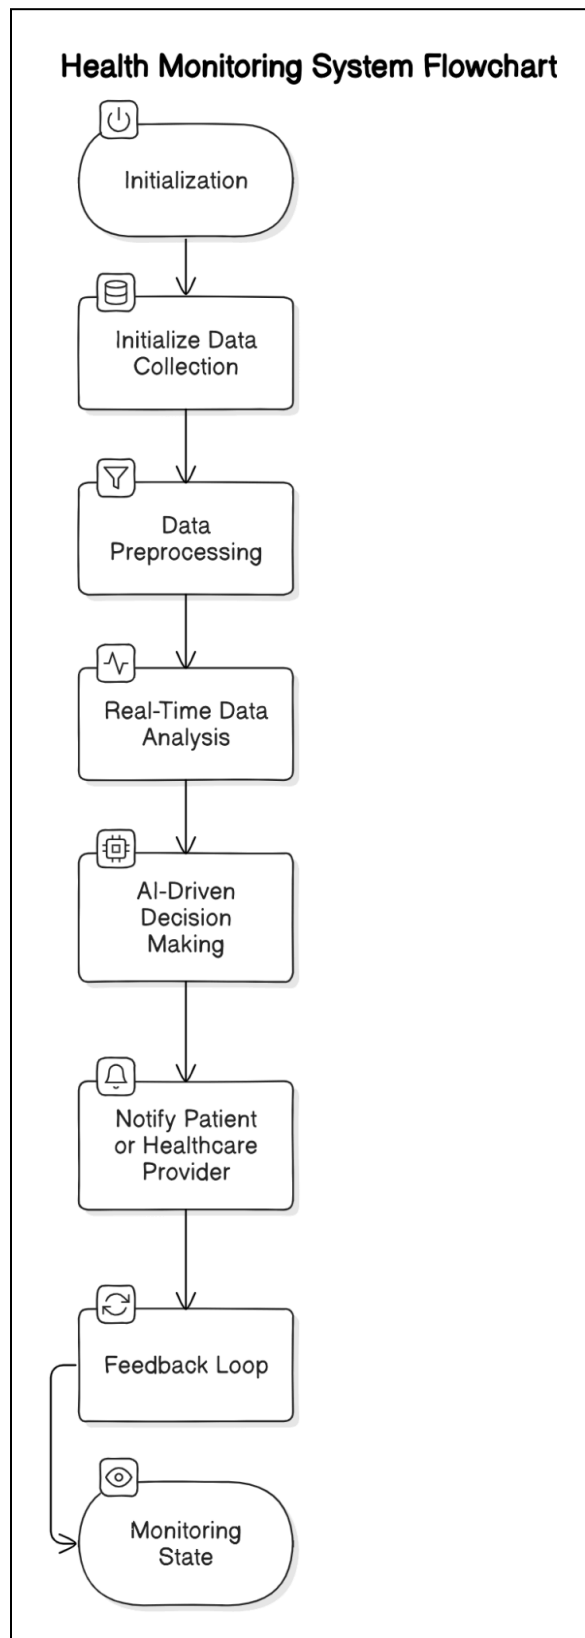 Health Monitoring System Flowchart
Initialization
Initialize Data
Collection
Data
Preprocessing
Real-Time Data
Analysis
AI-Driven
Decision
Making
Notify Patient
or Healthcare
Provider
Feedback Loop
Monitoring
State